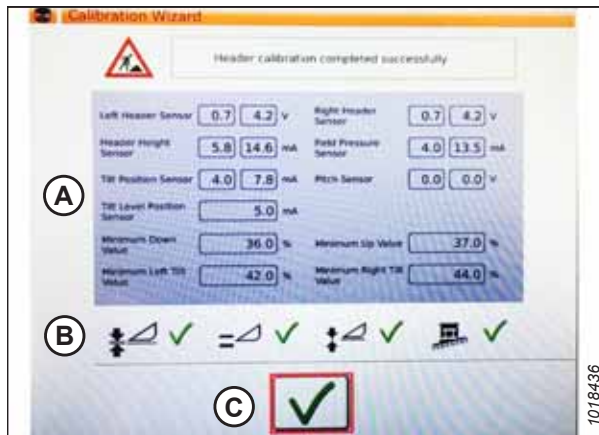 Calibration Wizard
Header calibration completed successfully
Left Header Sensor 0.7 4.2 V Right Header Sensor 0.7 4.2 V
Header Height Sensor 5.8 14.6 mA Field Pressure Sensor 4.0 13.5 mA
Tilt Position Sensor 4.0 7.8 mA Pitch Sensor 0.0 0.0 V
Tilt Level Position Sensor 5.0 mA
A
Minimum Down Value 36.0 % Minimum Up Value 37.0 %
Minimum Left Tilt Value 42.0 % Minimum Right Tilt Value 44.0 %
B
C
1018436